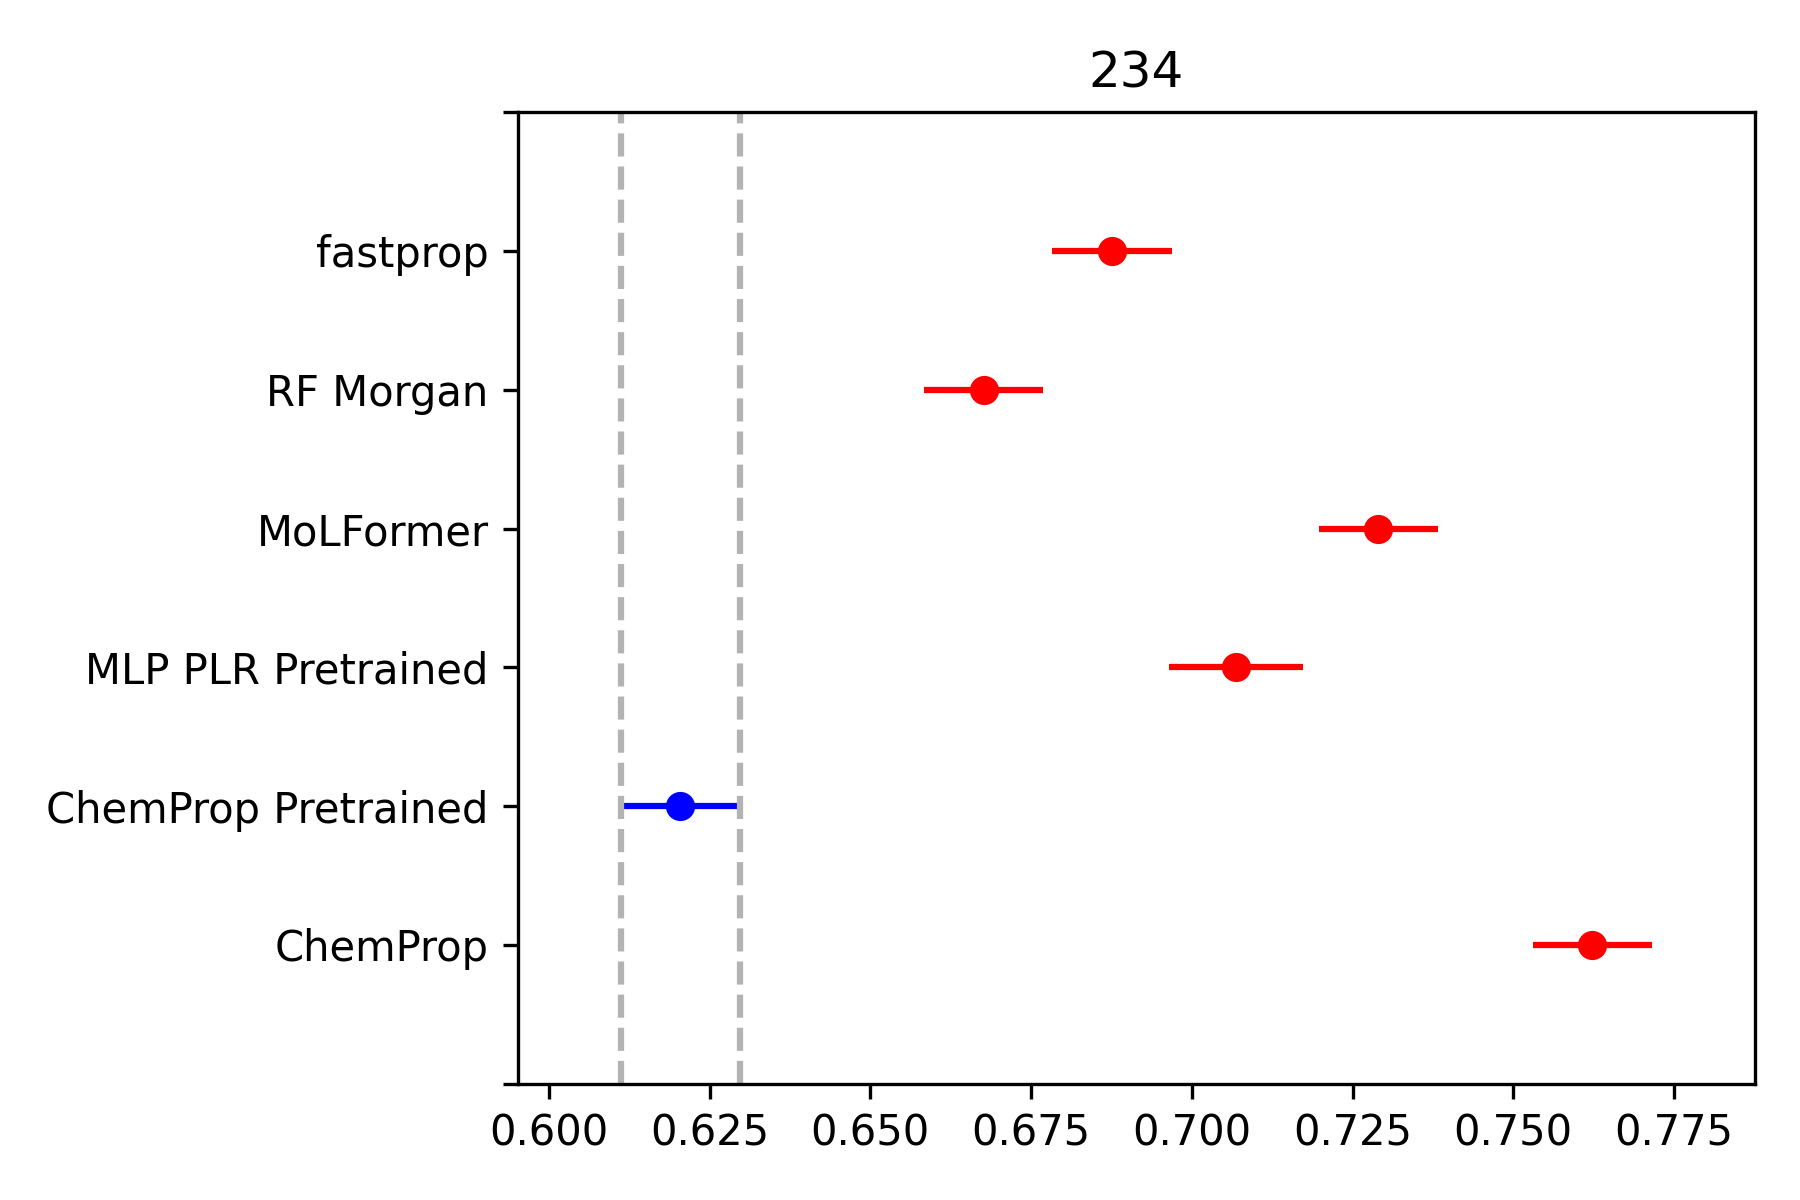 234
fastprop
RF Morgan
MoLFormer
MLP PLR Pretrained
ChemProp Pretrained
ChemProp
0.600 0.625 0.650 0.675 0.700 0.725 0.750 0.775